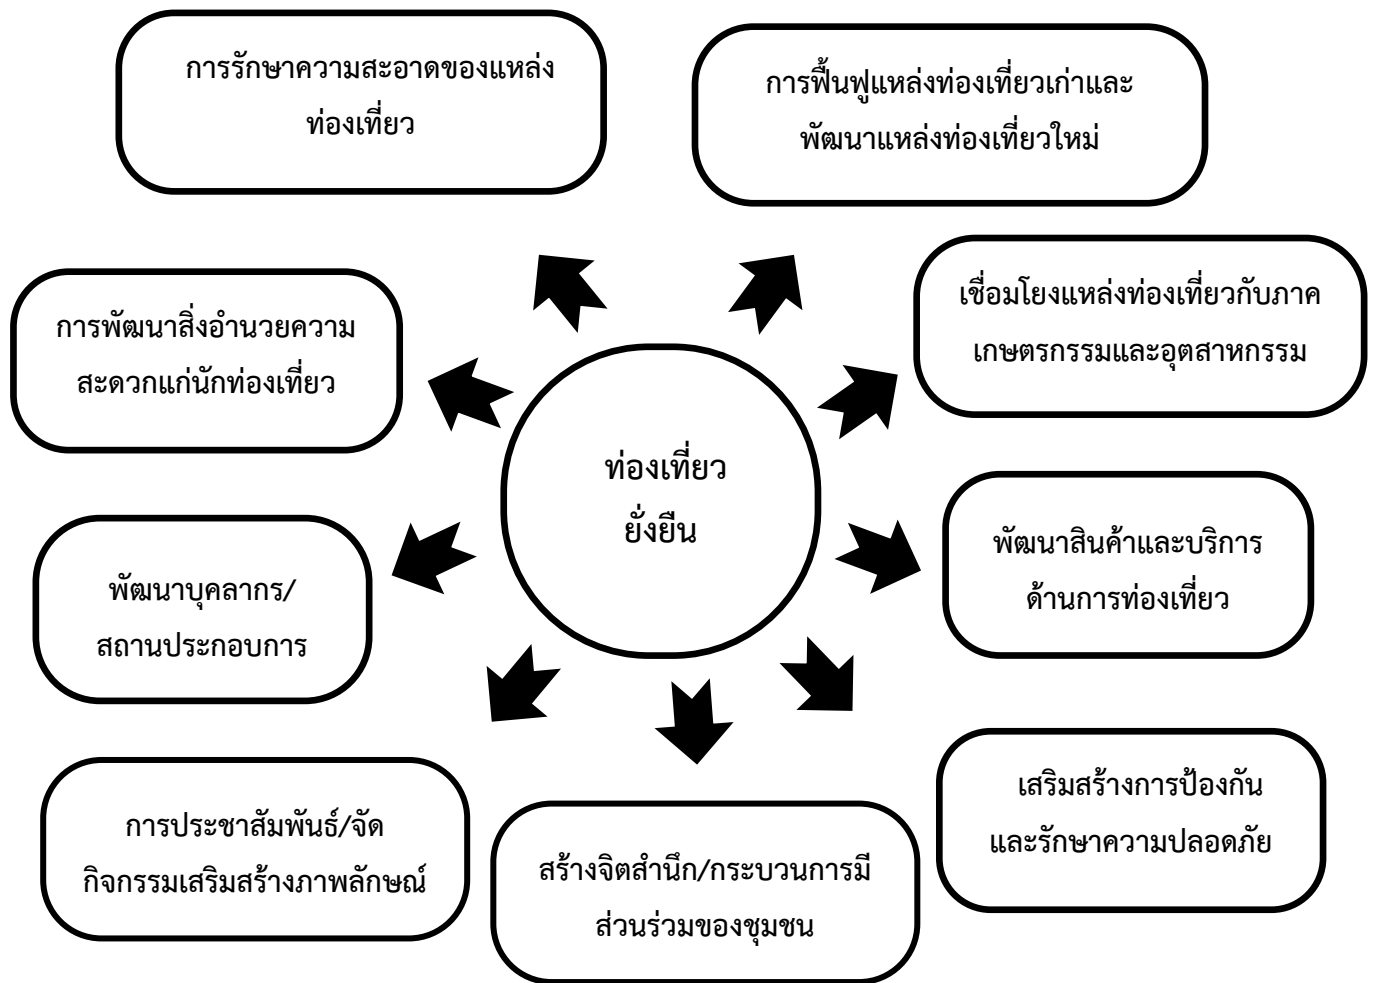 การรักษาความสะอาดของแหล่ง
ท่องเที่ยว
การฟื้นฟูแหล่งท่องเที่ยวเก่าและ
พัฒนาแหล่งท่องเที่ยวใหม่
การพัฒนาสิ่งอำนวยความ
สะดวกแก่นักท่องเที่ยว
เชื่อมโยงแหล่งท่องเที่ยวกับภาค
เกษตรกรรมและอุตสาหกรรม
ท่องเที่ยว
ยั่งยืน
พัฒนาบุคลากร/
สถานประกอบการ
พัฒนาสินค้าและบริการ
ด้านการท่องเที่ยว
การประชาสัมพันธ์/จัด
กิจกรรมเสริมสร้างภาพลักษณ์
สร้างจิตสำนึก/กระบวนการมี
ส่วนร่วมของชุมชน
เสริมสร้างการป้องกัน
และรักษาความปลอดภัย